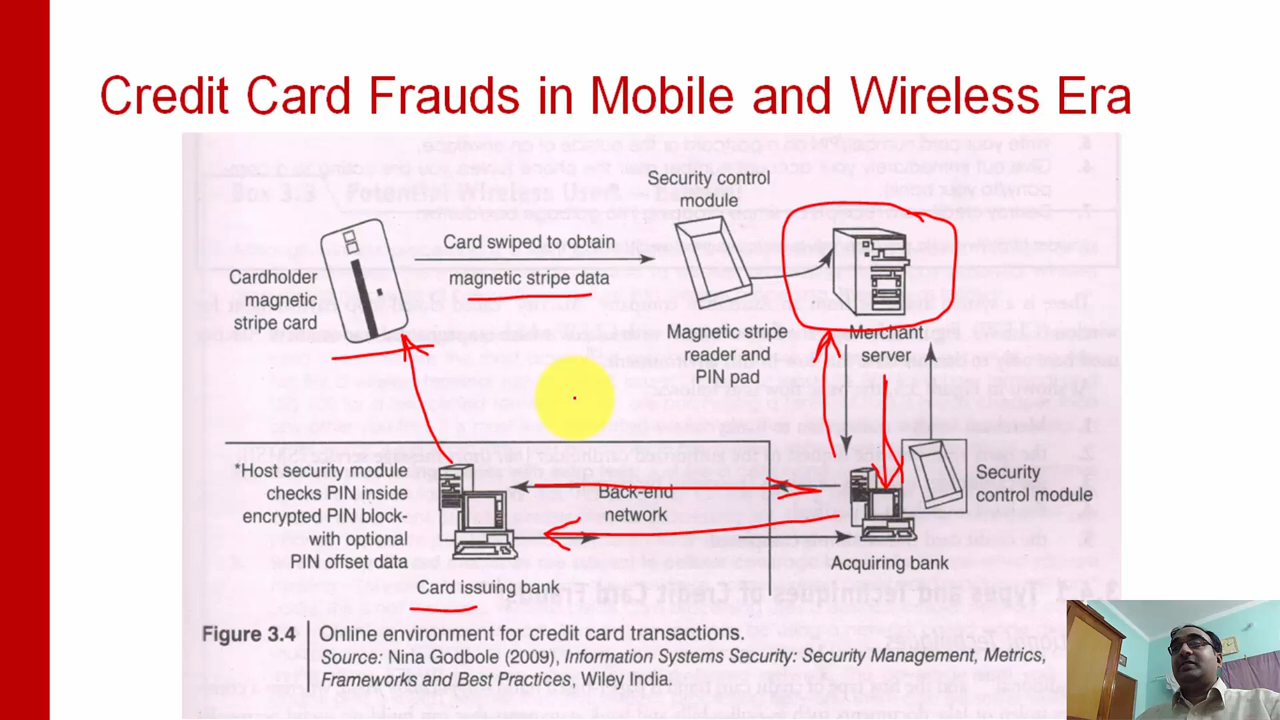 Credit Card Frauds in Mobile and Wireless Era
Security control
module
Card swiped to obtain
magnetic stripe data
Cardholder
magnetic
stripe card
Magnetic stripe
reader and
PIN pad
Merchant
server
*Host security module
checks PIN inside
encrypted PIN block-
with optional
PIN offset data
Back-end
network
Security
control module
Card issuing bank
Acquiring bank
Figure 3.4
Online environment for credit card transactions.
Source: Nina Godbole (2009), Information Systems Security: Security Management, Metrics,
Frameworks and Best Practices, Wiley India.